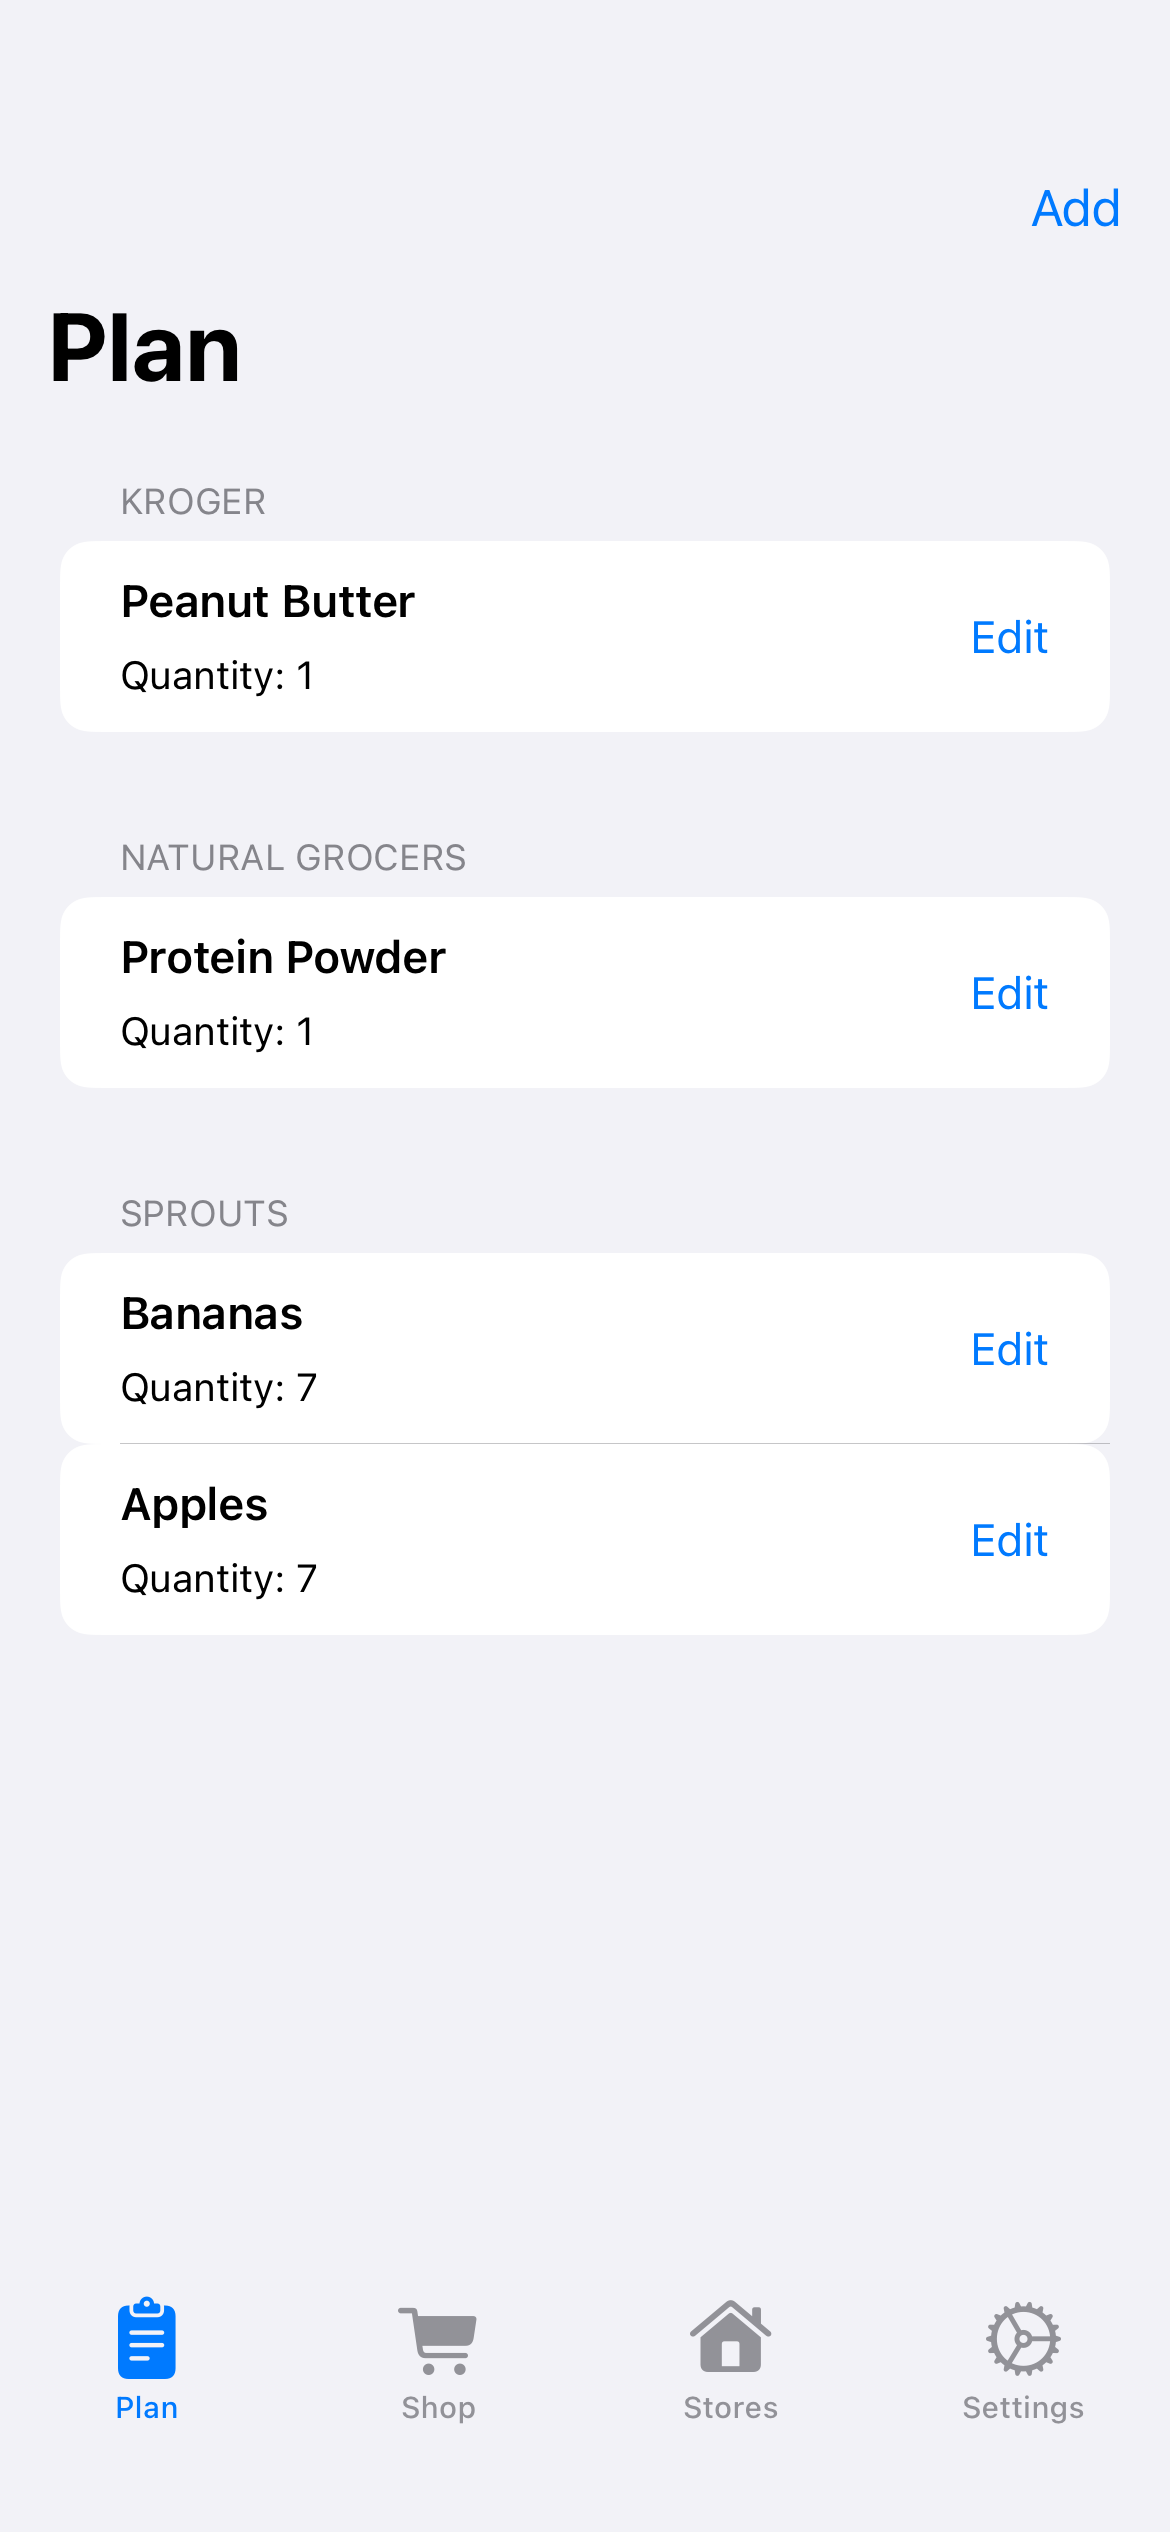 Add
Plan
KROGER
Peanut Butter
Quantity: 1
Edit
NATURAL GROCERS
Protein Powder
Quantity: 1
Edit
SPROUTS
Bananas
Quantity: 7
Edit
Apples
Quantity: 7
Edit
Plan
Shop
Stores
Settings